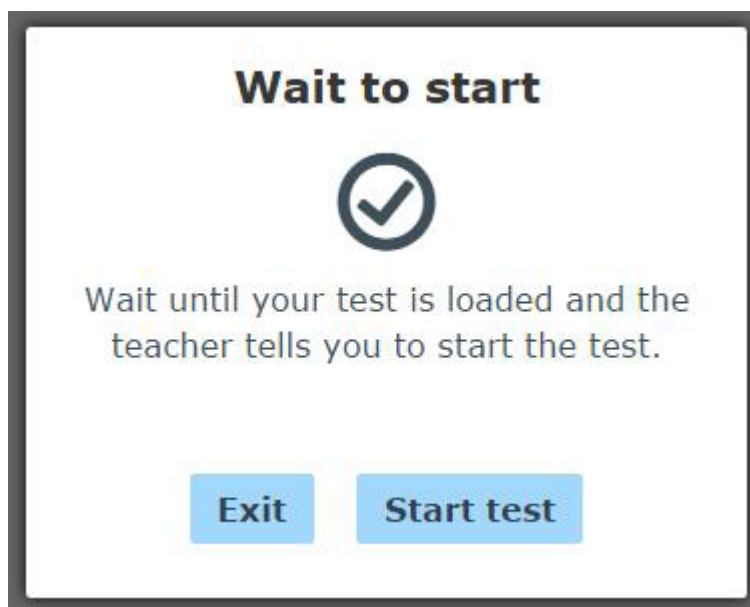 Wait to start
Wait until your test is loaded and the
teacher tells you to start the test.
Exit
Start test